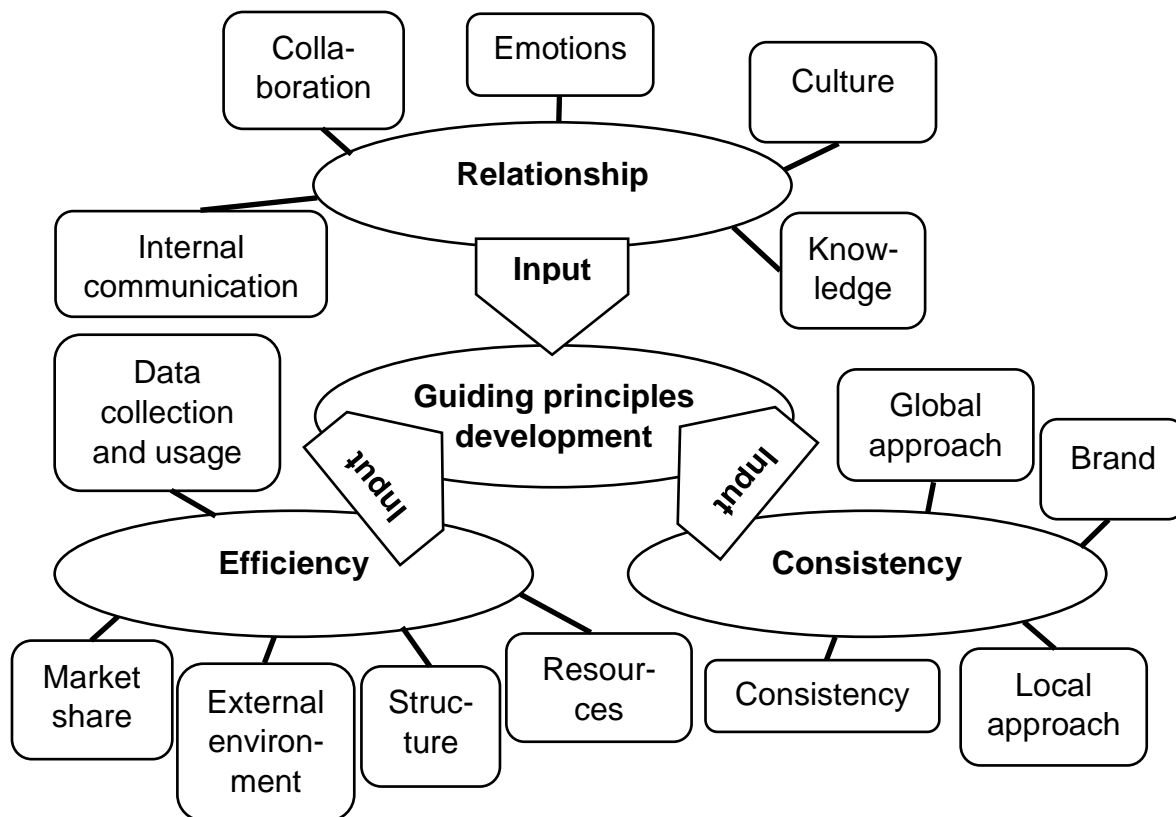 Colla-
boration
Emotions
Culture
Relationship
Internal
communication
Know-
ledge
Input
Data
collection
and usage
Guiding principles
development
Global
approach
Brand
Input
Input
Efficiency
Consistency
Market
share
External
environ-
ment
Struc-
ture
Resour-
ces
Consistency
Local
approach